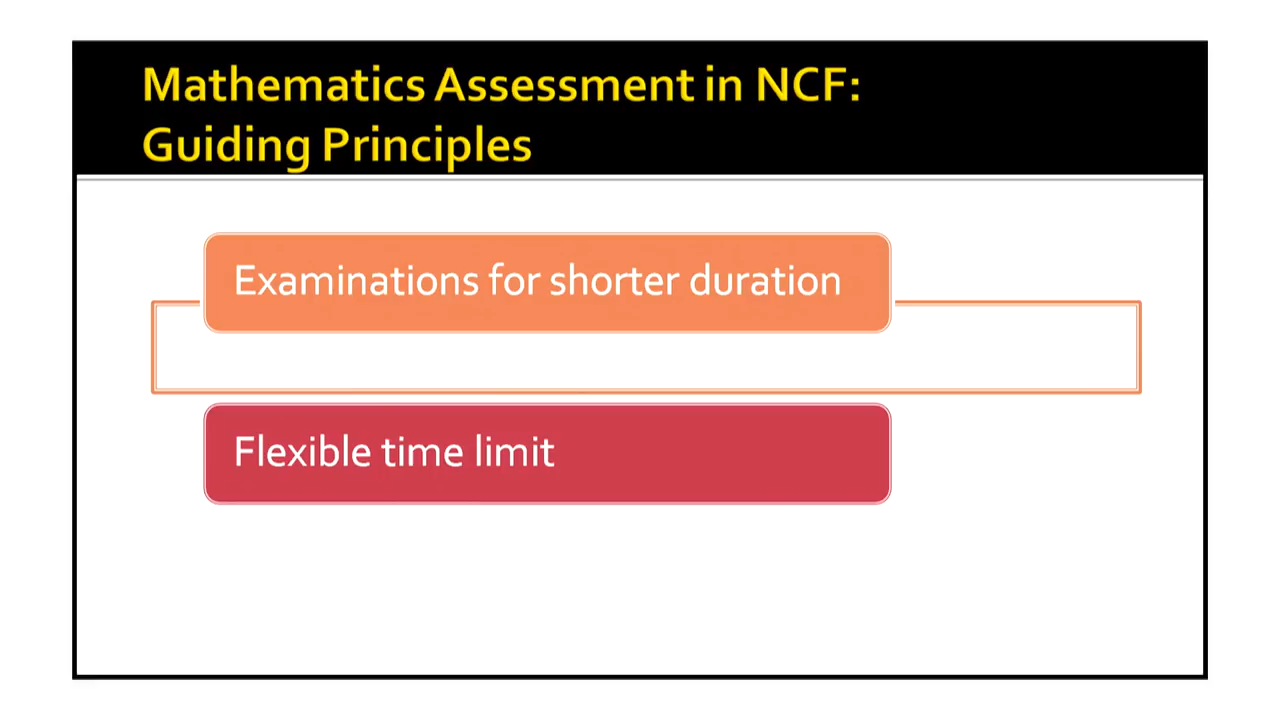 Mathematics Assessment in NCF:
Guiding Principles
Examinations for shorter duration
Flexible time limit